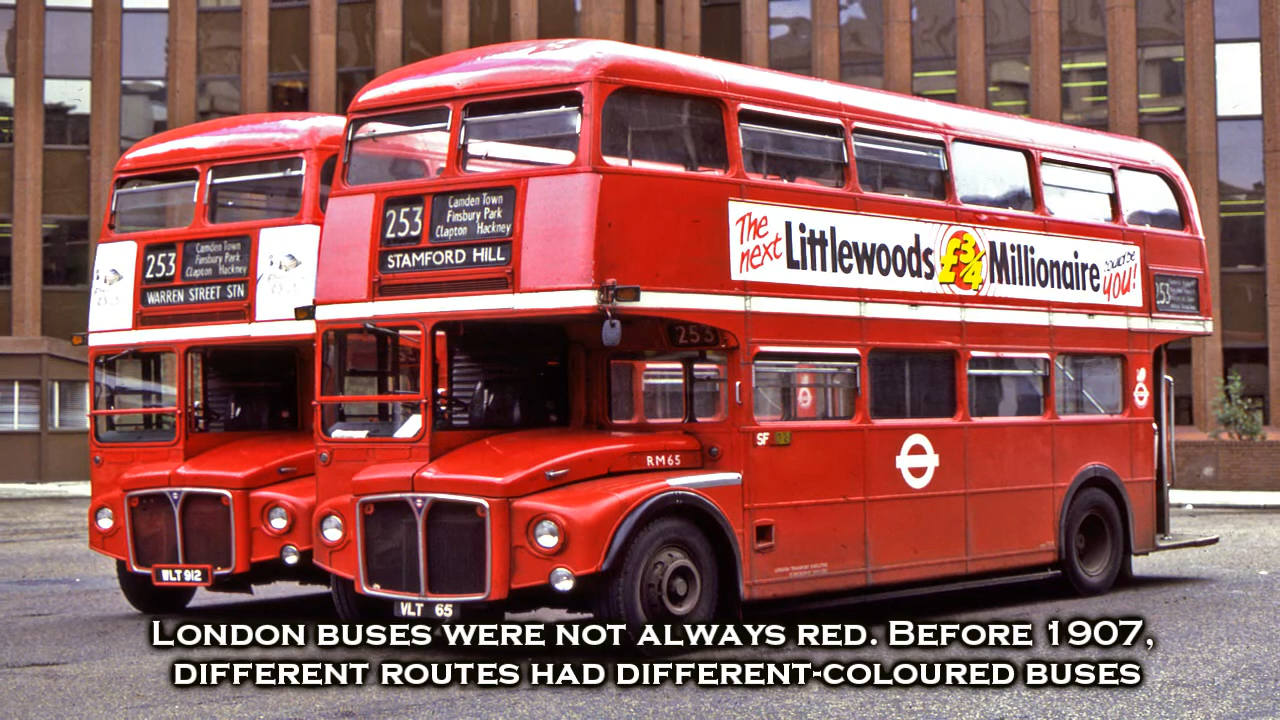 253
Camden Town
Finsbury Park
Clapton Hackney
WARREN STREET STN
WLT 912
253
Camden Town
Finsbury Park
Clapton Hackney
STAMFORD HILL
The next Littlewoods £¾ Millionaire could be YOU!
253
253
SF
RM65
VLT 65
London buses were not always red. Before 1907,
different routes had different-coloured buses